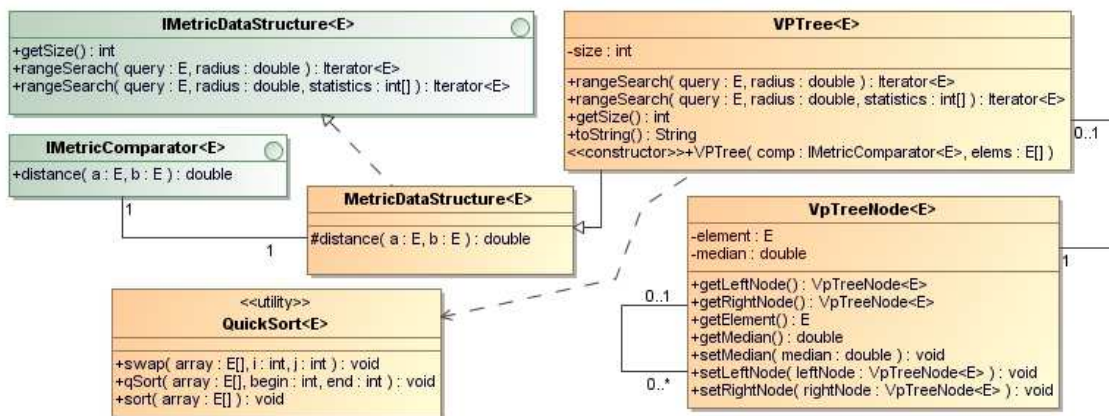 IMetricDataStructure<E>
+getSize() : int
+rangeSerach( query : E, radius : double ) : Iterator<E>
+rangeSearch( query : E, radius : double, statistics : int[] ) : Iterator<E>
VPTree<E>
-size : int
+rangeSearch( query : E, radius : double ) : Iterator<E>
+rangeSearch( query : E, radius : double, statistics : int[] ) : Iterator<E>
+getSize() : int
+toString() : String
<<constructor>>+VPTree( comp : IMetricComparator<E>, elems : E[] )
0..1
IMetricComparator<E>
+distance( a : E, b : E ) : double
1
1
MetricDataStructure<E>
#distance( a : E, b : E ) : double
VpTreeNode<E>
-element : E
-median : double
+getLeftNode() : VpTreeNode<E>
+getRightNode() : VpTreeNode<E>
+getElement() : E
+getMedian() : double
+setMedian( median : double ) : void
+setLeftNode( leftNode : VpTreeNode<E> ) : void
+setRightNode( rightNode : VpTreeNode<E> ) : void
1
0..1
0..*
<<utility>>
QuickSort<E>
+swap( array : E[], i : int, j : int ) : void
+qSort( array : E[], begin : int, end : int ) : void
+sort( array : E[] ) : void